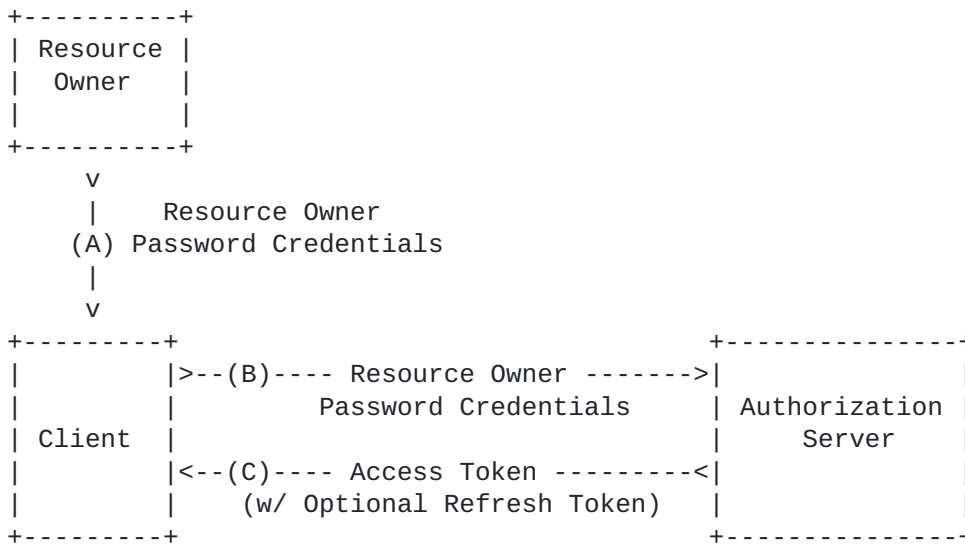 Resource
Owner
v
Resource Owner
(A) Password Credentials
v
>--(B)---- Resource Owner ------->
Password Credentials
Authorization
Client
Server
<--(C)---- Access Token ---------<
(w/ Optional Refresh Token)